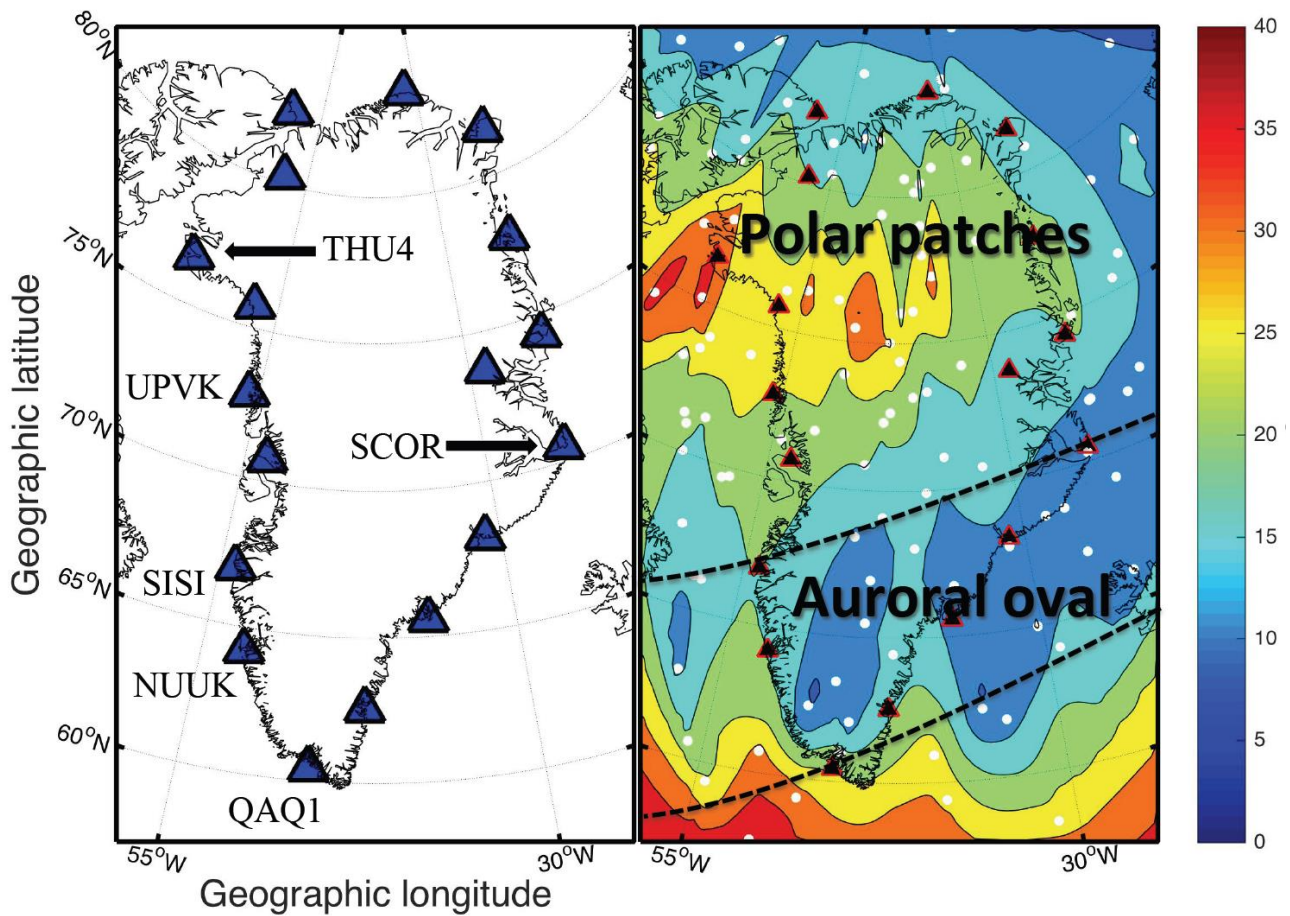 80°N
75°N
70°N
65°N
60°N
Geographic latitude
THU4
UPVK
SCOR
SISI
NUUK
QAQ1
55°W
30°W
Geographic longitude
Polar patches
Auroral oval
55°W
30°W
40
35
30
25
20
15
10
5
0